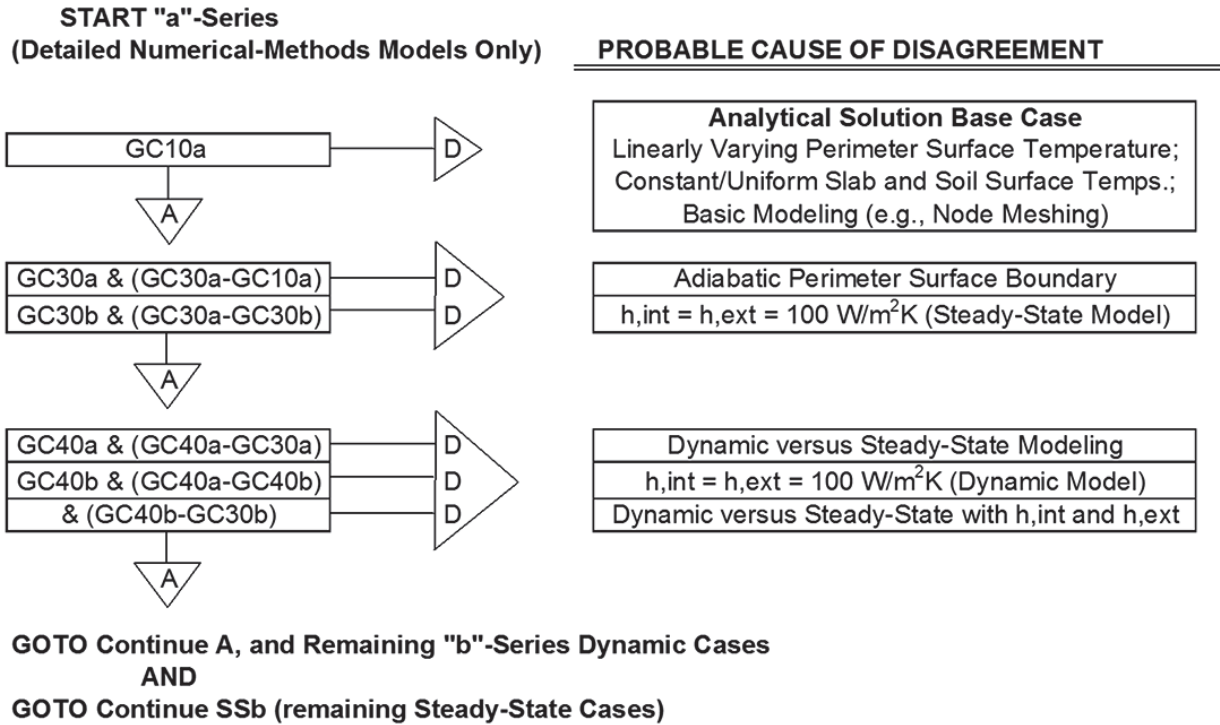 START "a"-Series
(Detailed Numerical-Methods Models Only)
PROBABLE CAUSE OF DISAGREEMENT
GC10a
D
A
Analytical Solution Base Case
Linearly Varying Perimeter Surface Temperature;
Constant/Uniform Slab and Soil Surface Temps.;
Basic Modeling (e.g., Node Meshing)
GC30a & (GC30a-GC10a)
D
Adiabatic Perimeter Surface Boundary
GC30b & (GC30a-GC30b)
D
h,int = h,ext = 100 W/m²K (Steady-State Model)
A
GC40a & (GC40a-GC30a)
D
Dynamic versus Steady-State Modeling
GC40b & (GC40a-GC40b)
D
h,int = h,ext = 100 W/m²K (Dynamic Model)
& (GC40b-GC30b)
D
Dynamic versus Steady-State with h,int and h,ext
A
GOTO Continue A, and Remaining "b"-Series Dynamic Cases
AND
GOTO Continue SSb (remaining Steady-State Cases)